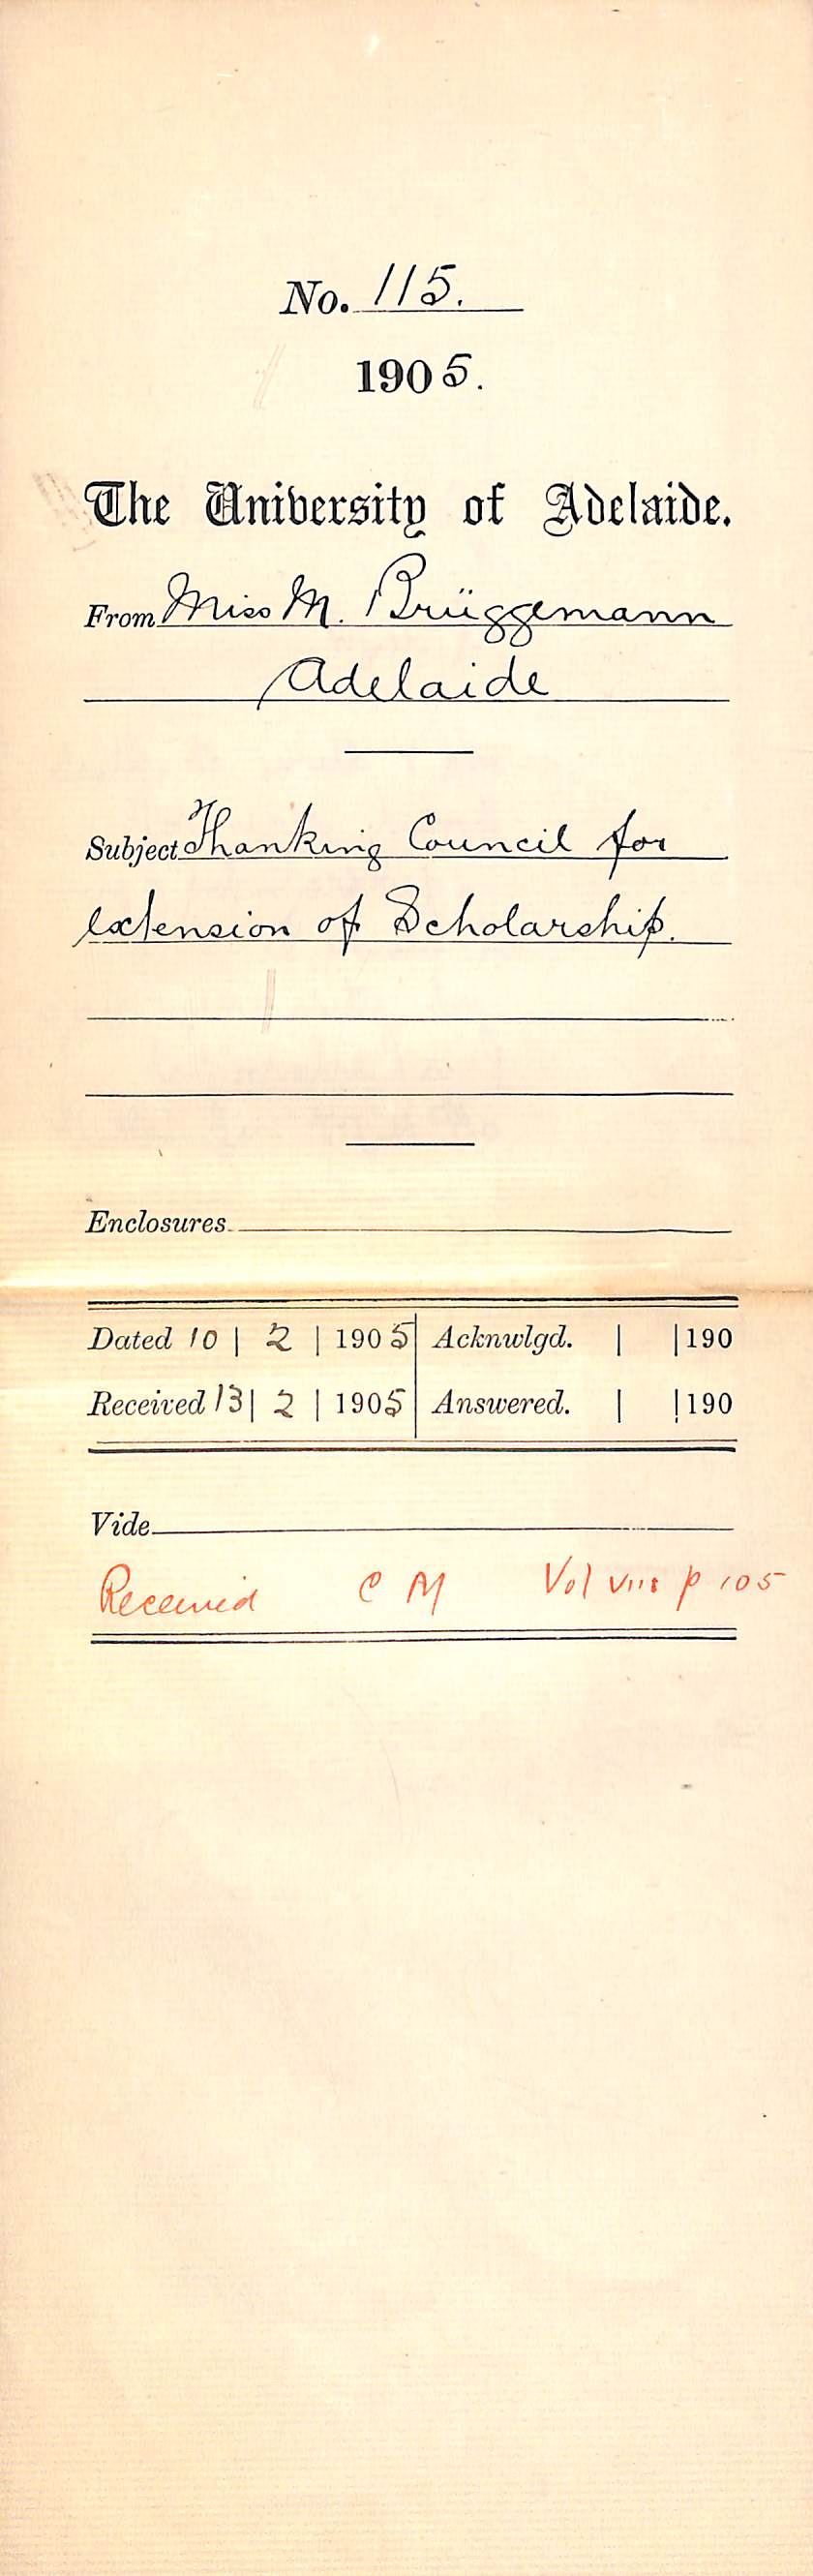 No. 115.
1905.
The University of Adelaide.
From Miss M. Brüggemann
Adelaide
Subject Thanking Council for
extension of Scholarship.
Enclosures
Dated 10 | 2 | 1905 Acknwlgd. | | 190
Received 13 | 2 | 1905 Answered. | | 190
Vide
Received C M Vol VIII p 105